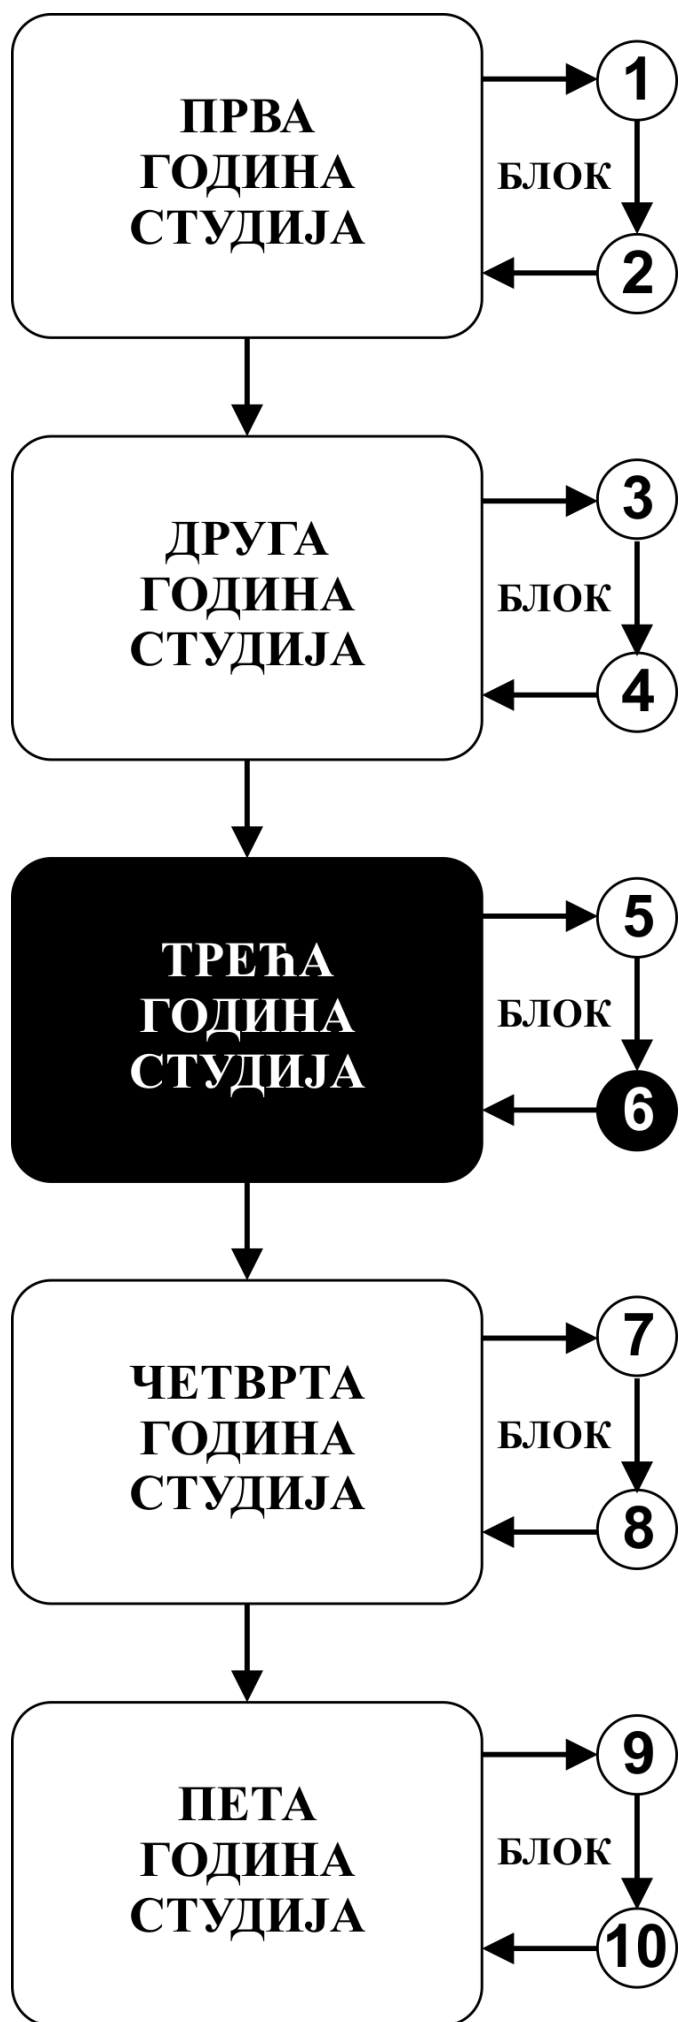 ПРВА
ГОДИНА
СТУДИЈА
1
БЛОК
2
ДРУГА
ГОДИНА
СТУДИЈА
3
БЛОК
4
ТРЕЋА
ГОДИНА
СТУДИЈА
5
БЛОК
6
ЧЕТВРТА
ГОДИНА
СТУДИЈА
7
БЛОК
8
ПЕТА
ГОДИНА
СТУДИЈА
9
БЛОК
10